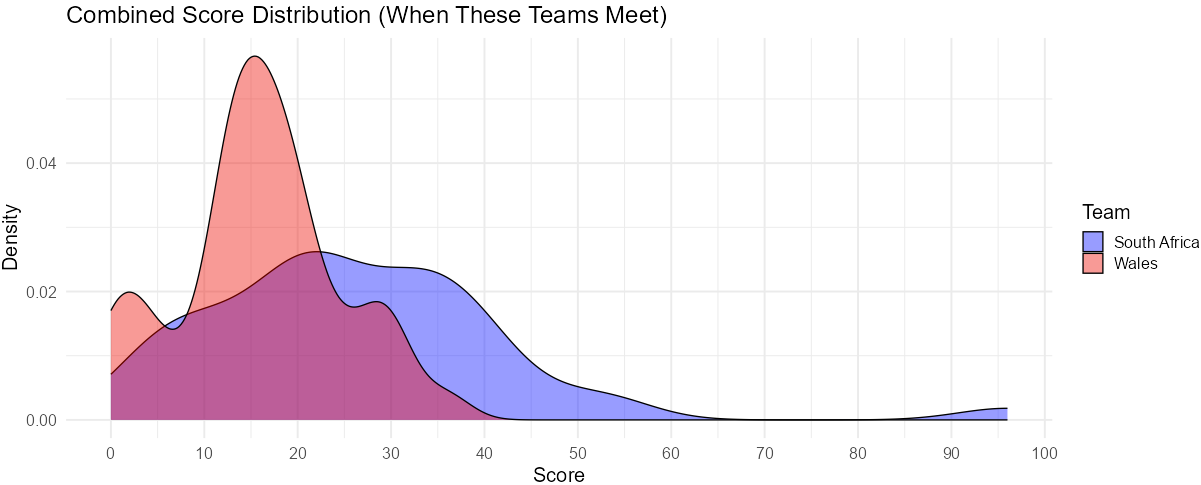 Combined Score Distribution (When These Teams Meet)
Density
0.04
0.02
0.00
0 10 20 30 40 50 60 70 80 90 100
Score
Team
South Africa
Wales